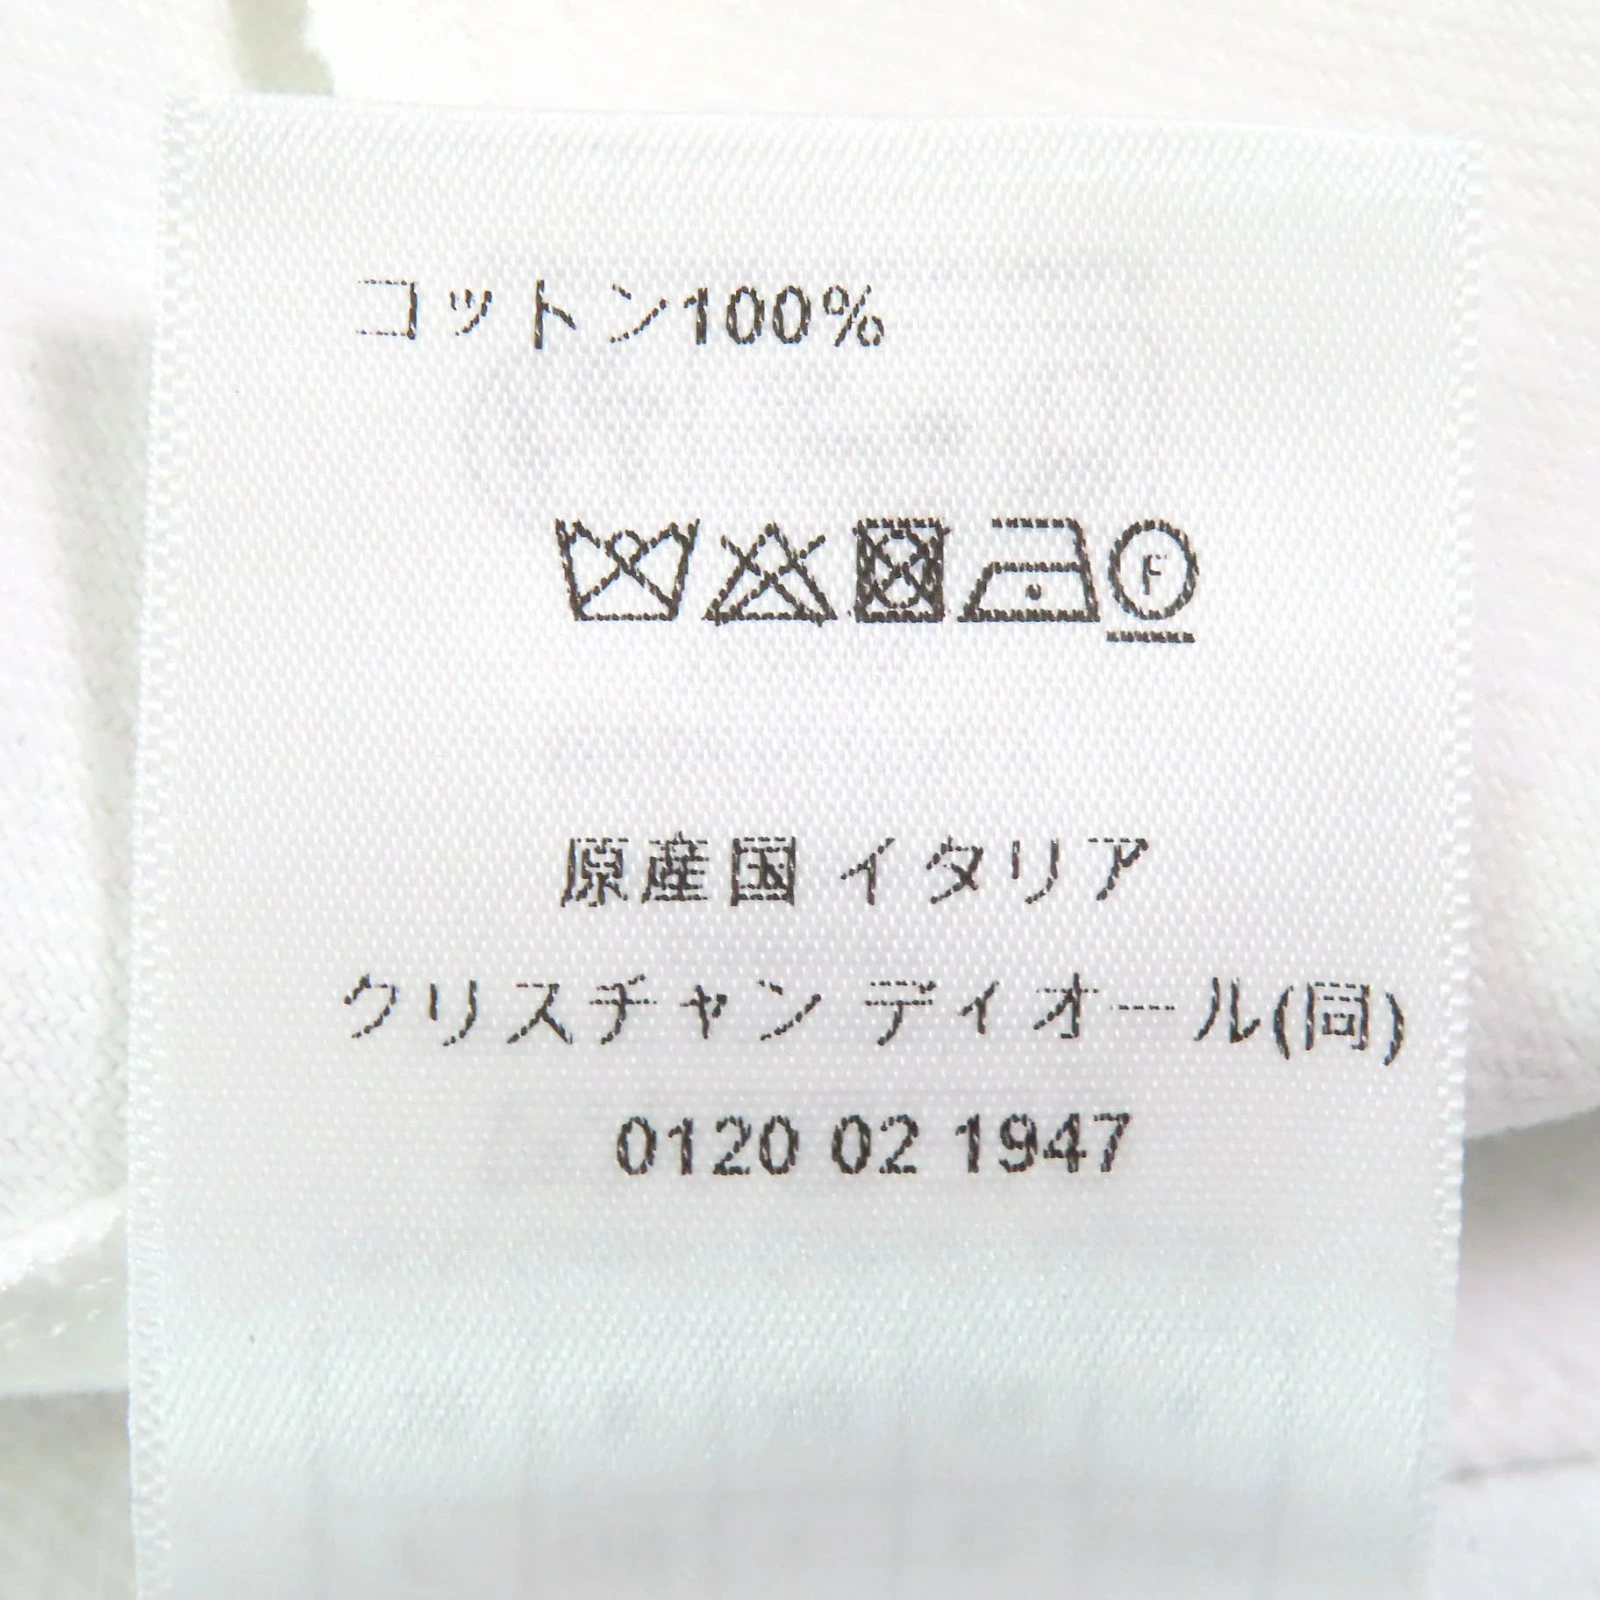 コットン100%
F
原産国 イタリア
クリスチャン ディオール(同)
0120 02 1947